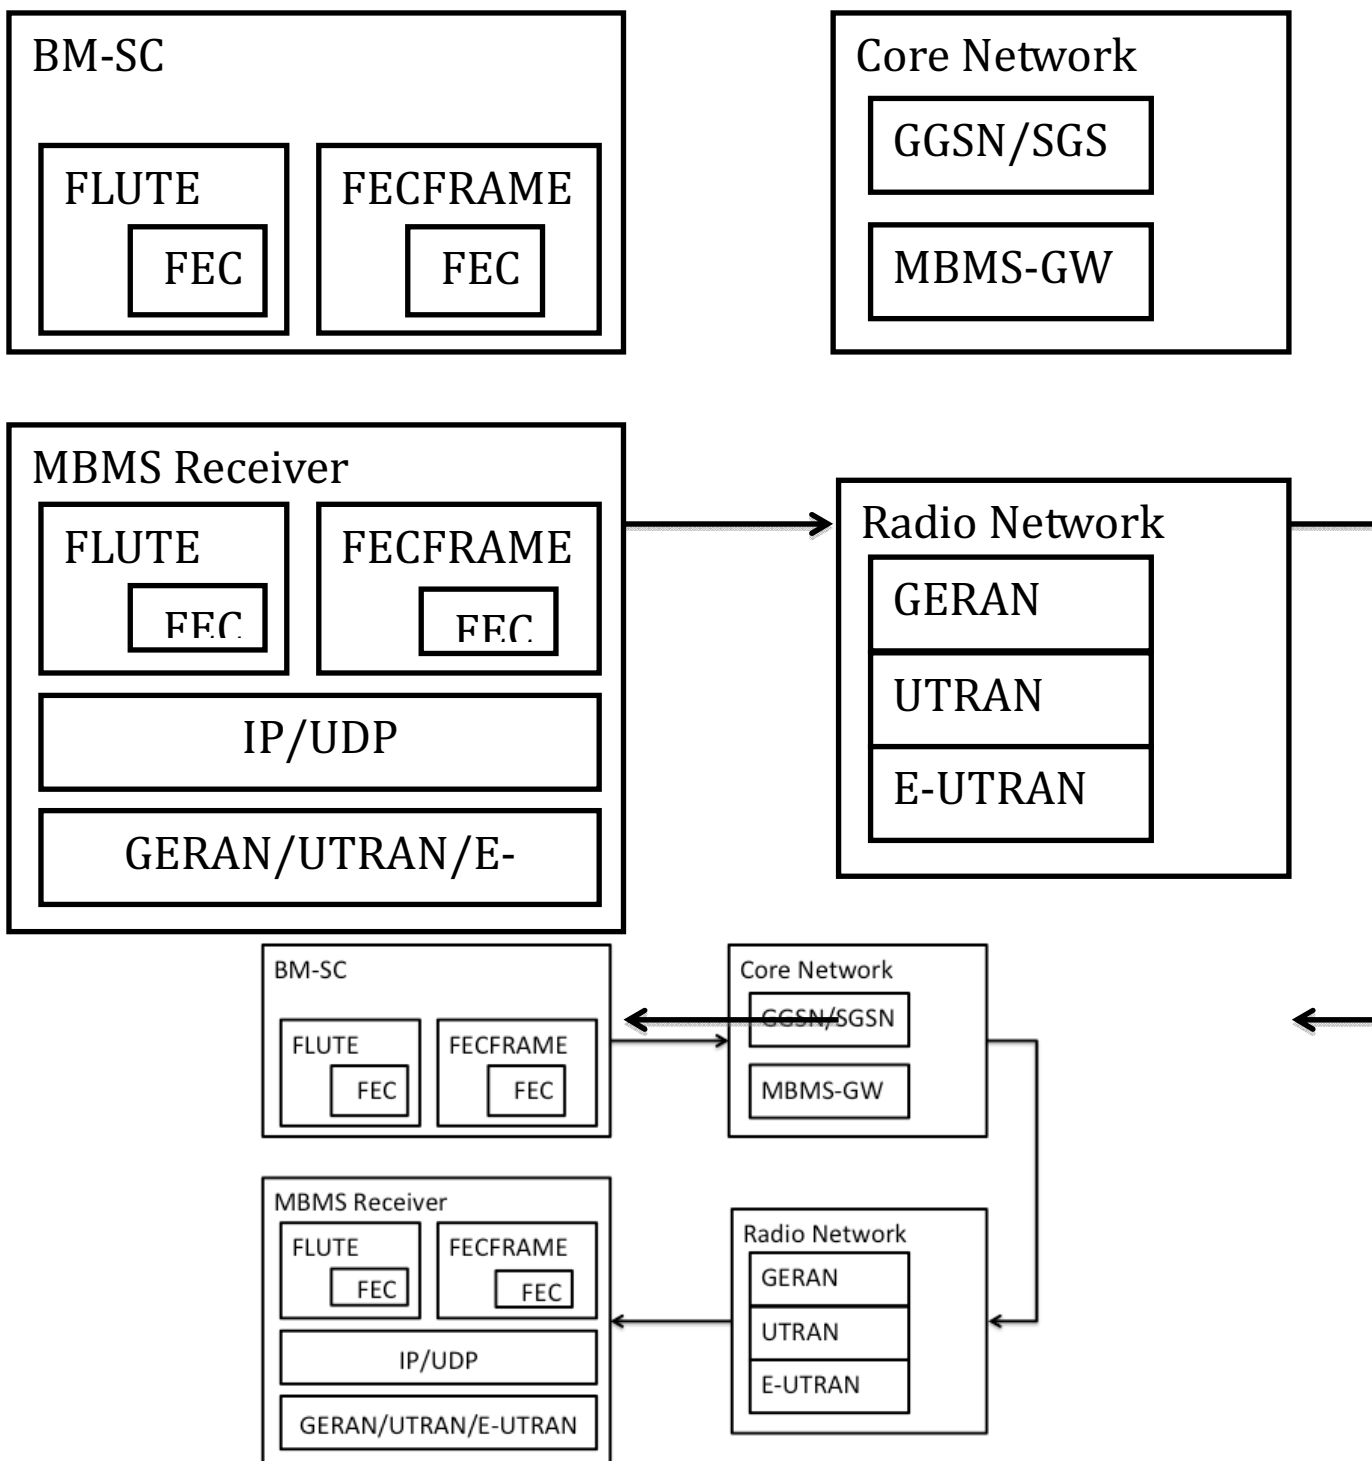 BM-SC
Core Network
GGSN/SGS
FLUTE
FECFRAME
FEC
FEC
MBMS-GW
MBMS Receiver
FLUTE
FECFRAME
FEC
FEC
Radio Network
GERAN
UTRAN
IP/UDP
E-UTRAN
GERAN/UTRAN/E-
BM-SC
Core Network
GGSN/SGSN
FLUTE
FECFRAME
FEC
FEC
MBMS-GW
MBMS Receiver
FLUTE
FECFRAME
FEC
FEC
Radio Network
GERAN
UTRAN
IP/UDP
E-UTRAN
GERAN/UTRAN/E-UTRAN